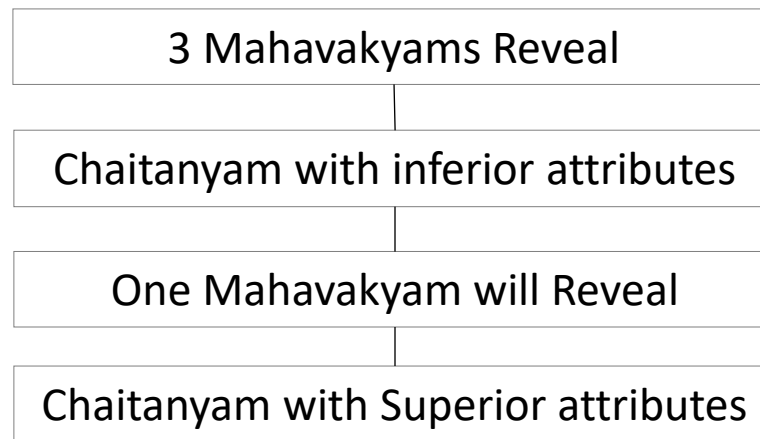 3 Mahavakyams Reveal
Chaitanyam with inferior attributes
One Mahavakyam will Reveal
Chaitanyam with Superior attributes